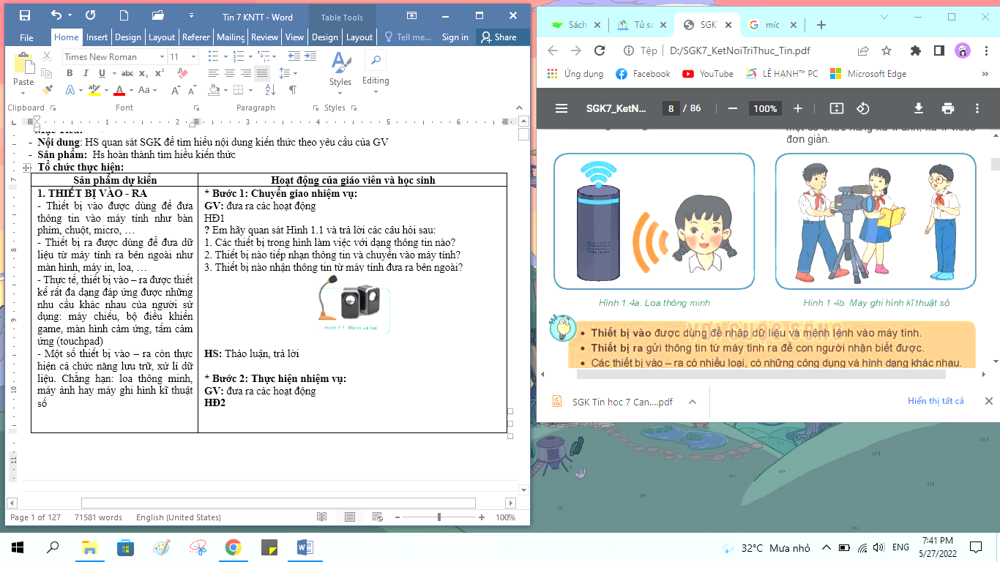 Tin 7 KNTT - Word
Table Tools
File
Home
Insert
Design
Layout
Referer
Mailing
Review
View
Design
Layout
Tell me...
Sign in
Share
Paste
Times New Roman
11
Styles
Editing
Clipboard
Font
Paragraph
Styles
- Nội dung: HS quan sát SGK để tìm hiểu nội dung kiến thức theo yêu cầu của GV
- Sản phẩm: Hs hoàn thành tìm hiểu kiến thức
- Tổ chức thực hiện:
Sản phẩm dự kiến
1. THIẾT BỊ VÀO - RA
- Thiết bị vào được dùng để đưa
thông tin vào máy tính như bàn
phím, chuột, micro, …
- Thiết bị ra được dùng để đưa dữ
liệu từ máy tính ra bên ngoài như
màn hình, máy in, loa, …
- Thực tế, thiết bị vào – ra được thiết
kế rất đa dạng đáp ứng được những
nhu cầu khác nhau của người sử
dụng: máy chiếu, bộ điều khiển
game, màn hình cảm ứng, tấm cảm
ứng (touchpad)
- Một số thiết bị vào – ra còn thực
hiện cả chức năng lưu trữ, xử lí dữ
liệu. Chẳng hạn: loa thông minh,
máy ảnh hay máy ghi hình kĩ thuật
số
Hoạt động của giáo viên và học sinh
* Bước 1: Chuyển giao nhiệm vụ:
GV: đưa ra các hoạt động
HĐ1
? Em hãy quan sát Hình 1.1 và trả lời các câu hỏi sau:
1. Các thiết bị trong hình làm việc với dạng thông tin nào?
2. Thiết bị nào tiếp nhận thông tin và chuyển vào máy tính?
3. Thiết bị nào nhận thông tin từ máy tính đưa ra bên ngoài?
Hình 1.1. Micro và loa
HS: Thảo luận, trả lời
* Bước 2: Thực hiện nhiệm vụ:
GV: đưa ra các hoạt động
HĐ2
Page 1 of 127
71581 words
English (United States)
100%
Sách
Tủ sá
SGK
míc
Tệp
D:/SGK7_KetNoiTriThuc_Tin.pdf
Ứng dụng
Facebook
YouTube
LÊ HẠNH™ PC
Microsoft Edge
SGK7_KetN...
8 / 86
100%
đơn giản.
Hình 1.4a. Loa thông minh
Hình 1.4b. Máy ghi hình kĩ thuật số
VỚI CUỘC SỐNG
• Thiết bị vào được dùng để nhập dữ liệu và mệnh lệnh vào máy tính.
• Thiết bị ra gửi thông tin từ máy tính ra để con người nhận biết được.
• Các thiết bị vào – ra có nhiều loại, có những công dụng và hình dạng khác nhau.
SGK Tin hoc 7 Can....pdf
Hiển thị tất cả
32°C Mưa nhỏ
ENG
7:41 PM
5/27/2022